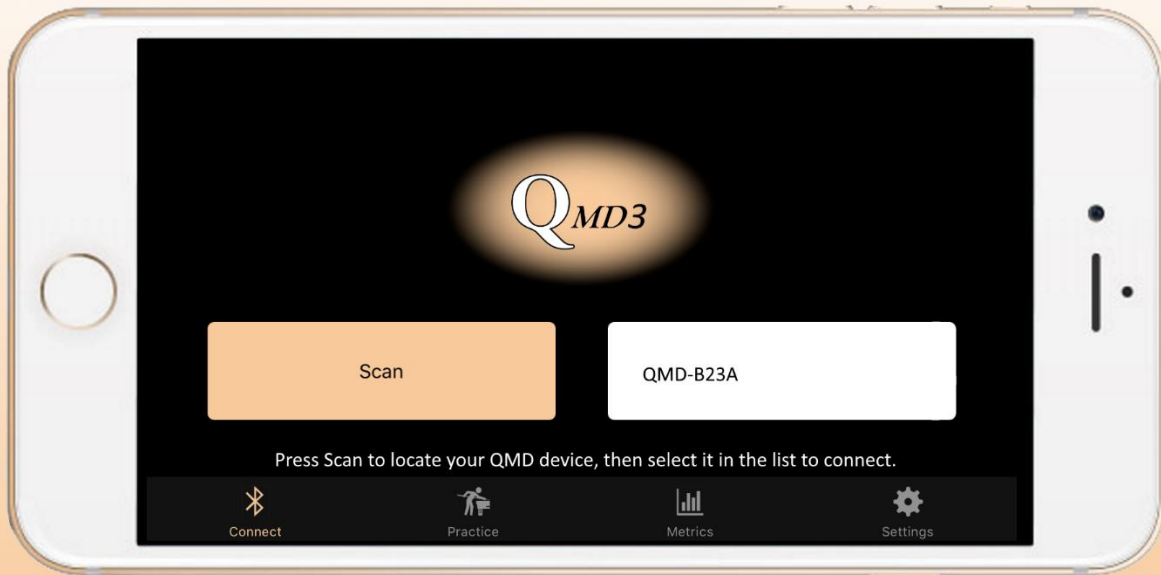 QMD3
Scan
QMD-B23A
Press Scan to locate your QMD device, then select it in the list to connect.
Connect
Practice
Metrics
Settings